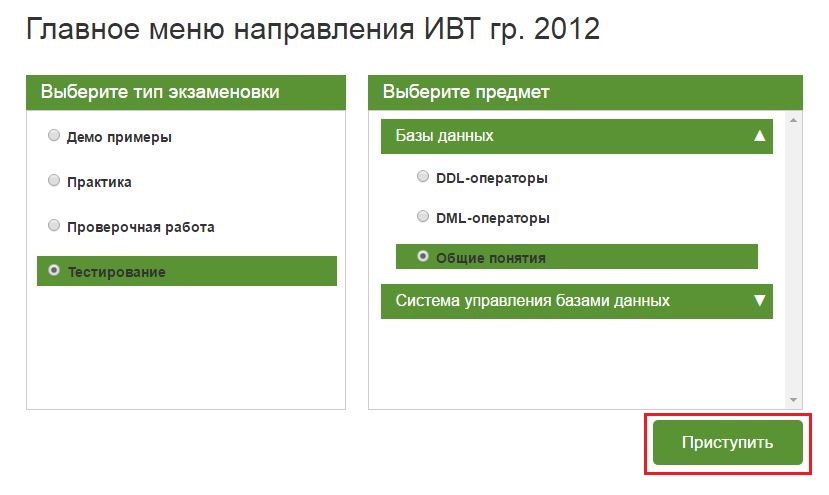 Главное меню направления ИВТ гр. 2012
Выберите тип экзаменовки
Демо примеры
Практика
Проверочная работа
Тестирование
Выберите предмет
Базы данных
DDL-операторы
DML-операторы
Общие понятия
Система управления базами данных
Приступить